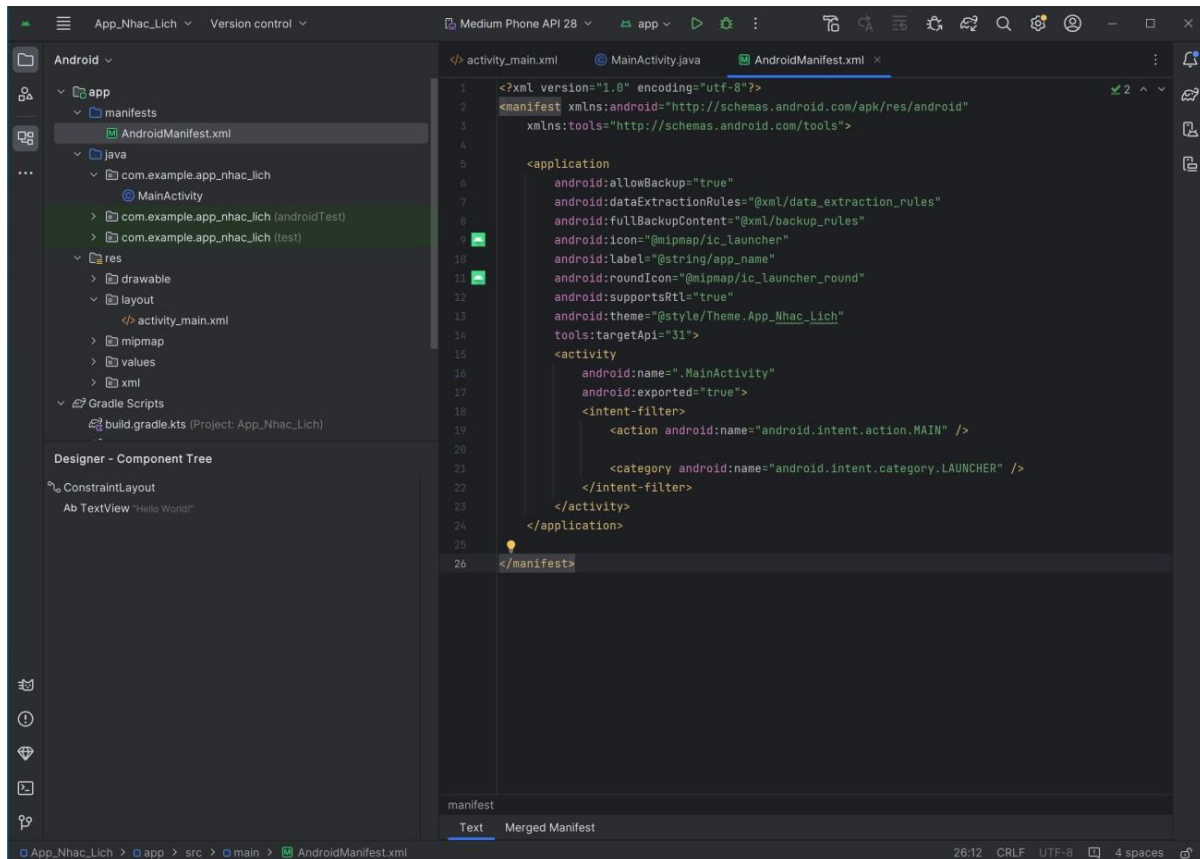 App_Nhac_Lich
Version control
Medium Phone API 28
app
Android
app
manifests
AndroidManifest.xml
java
com.example.app_nhac_lich
MainActivity
com.example.app_nhac_lich (androidTest)
com.example.app_nhac_lich (test)
res
drawable
layout
activity_main.xml
mipmap
values
xml
Gradle Scripts
build.gradle.kts (Project: App_Nhac_Lich)
Designer - Component Tree
ConstraintLayout
Ab TextView "Hello World!"
activity_main.xml
MainActivity.java
AndroidManifest.xml
2
1 <?xml version="1.0" encoding="utf-8"?>
2 <manifest xmlns:android="http://schemas.android.com/apk/res/android"
3 xmlns:tools="http://schemas.android.com/tools">
4
5 <application
6 android:allowBackup="true"
7 android:dataExtractionRules="@xml/data_extraction_rules"
8 android:fullBackupContent="@xml/backup_rules"
9 android:icon="@mipmap/ic_launcher"
10 android:label="@string/app_name"
11 android:roundIcon="@mipmap/ic_launcher_round"
12 android:supportsRtl="true"
13 android:theme="@style/Theme.App_Nhac_Lich"
14 tools:targetApi="31">
15 <activity
16 android:name=".MainActivity"
17 android:exported="true">
18 <intent-filter>
19 <action android:name="android.intent.action.MAIN" />
20
21 <category android:name="android.intent.category.LAUNCHER" />
22 </intent-filter>
23 </activity>
24 </application>
25
26 </manifest>
manifest
Text
Merged Manifest
App_Nhac_Lich > app > src > main > AndroidManifest.xml
26:12 CRLF UTF-8 4 spaces